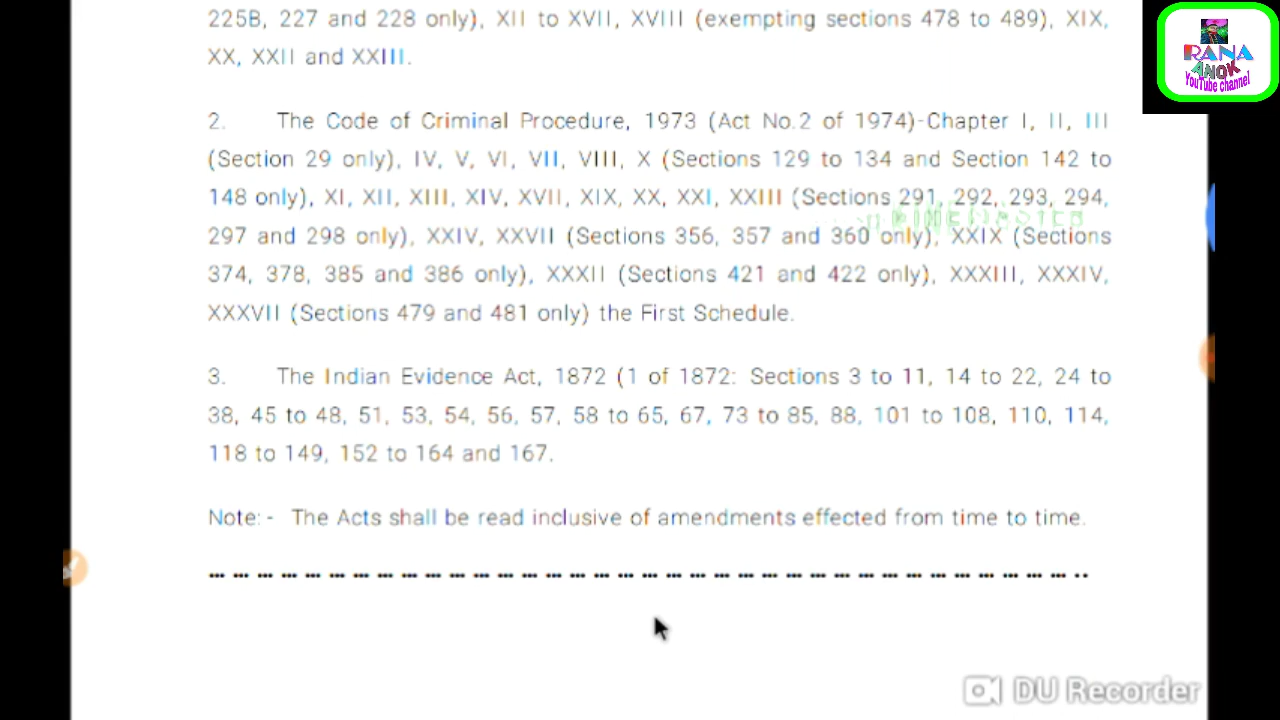 225B, 227 and 228 only), XII to XVII, XVIII (exempting sections 478 to 489), XIX,
XX, XXII and XXIII.
2. The Code of Criminal Procedure, 1973 (Act No.2 of 1974)-Chapter I, II, III
(Section 29 only), IV, V, VI, VII, VIII, X (Sections 129 to 134 and Section 142 to
148 only), XI, XII, XIII, XIV, XVII, XIX, XX, XXI, XXIII (Sections 291, 292, 293, 294,
297 and 298 only), XXIV, XXVII (Sections 356, 357 and 360 only), XXIX (Sections
374, 378, 385 and 386 only), XXXII (Sections 421 and 422 only), XXXIII, XXXIV,
XXXVII (Sections 479 and 481 only) the First Schedule.
3. The Indian Evidence Act, 1872 (1 of 1872: Sections 3 to 11, 14 to 22, 24 to
38, 45 to 48, 51, 53, 54, 56, 57, 58 to 65, 67, 73 to 85, 88, 101 to 108, 110, 114,
118 to 149, 152 to 164 and 167.
Note:- The Acts shall be read inclusive of amendments effected from time to time.
RANA
ANOK
YouTube channel
DU Recorder